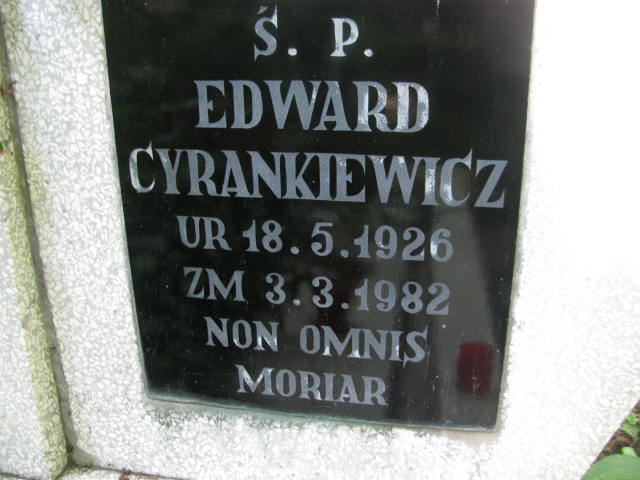 Ś. P.
EDWARD
CYRANKIEWICZ
UR 18.5.1926
ZM 3.3.1982
NON OMNIS
MORIAR